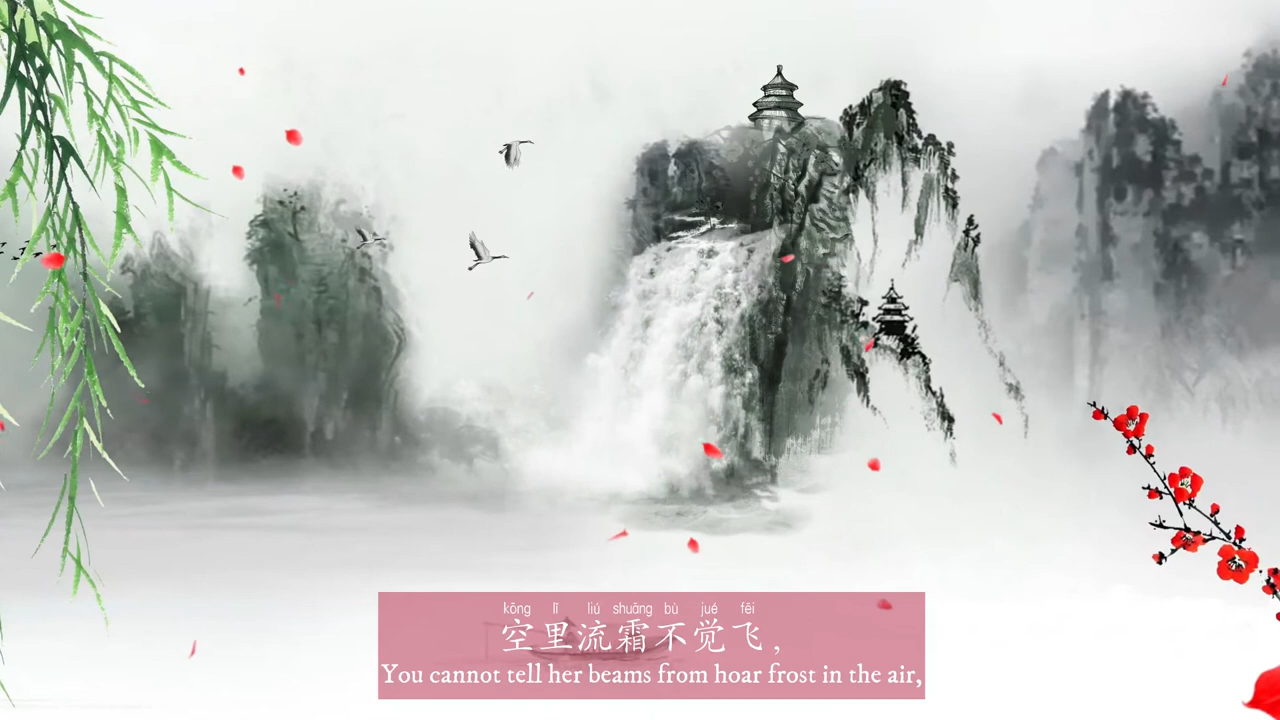 kōng lǐ liú shuāng bù jué fēi
空里流霜不觉飞，
You cannot tell her beams from hoar frost in the air,